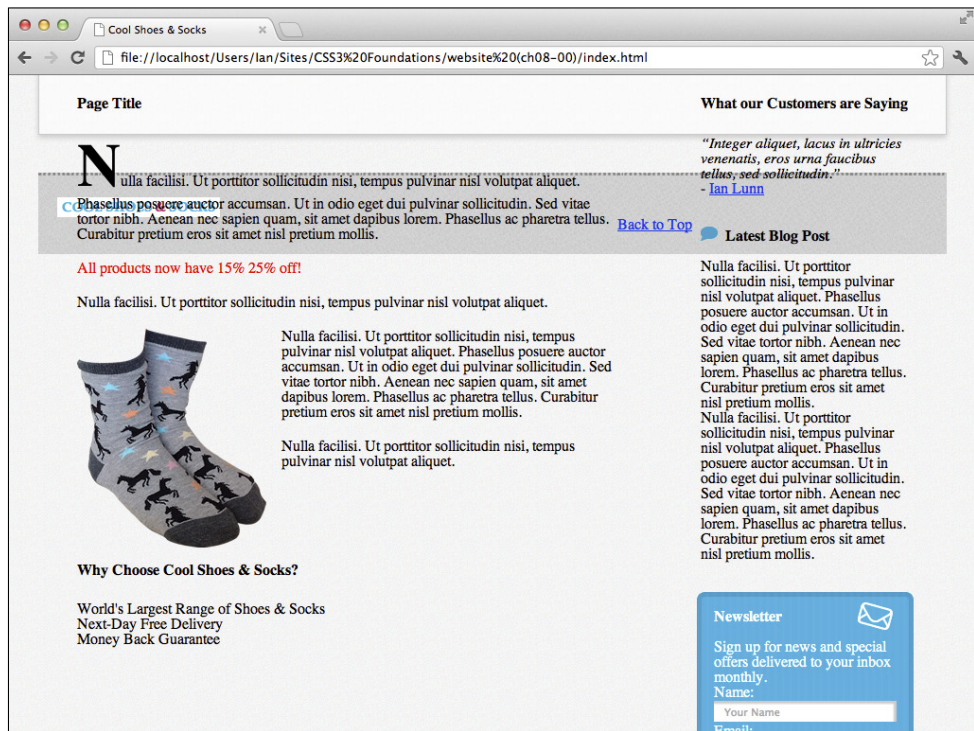 Cool Shoes & Socks
file://localhost/Users/Ian/Sites/CSS3%20Foundations/website%20(ch08-00)/index.html
Page Title
Nulla facilisi. Ut porttitor sollicitudin nisi, tempus pulvinar nisl volutpat aliquet.
Phasellus posuere auctor accumsan. Ut in odio eget dui pulvinar sollicitudin. Sed vitae
tortor nibh. Aenean nec sapien quam, sit amet dapibus lorem. Phasellus ac pharetra tellus.
Curabitur pretium eros sit amet nisl pretium mollis.
COOL SHOES & SOCKS
Back to Top
All products now have 15% 25% off!
Nulla facilisi. Ut porttitor sollicitudin nisi, tempus pulvinar nisl volutpat aliquet.
Nulla facilisi. Ut porttitor sollicitudin nisi, tempus
pulvinar nisl volutpat aliquet. Phasellus posuere auctor
accumsan. Ut in odio eget dui pulvinar sollicitudin. Sed
vitae tortor nibh. Aenean nec sapien quam, sit amet
dapibus lorem. Phasellus ac pharetra tellus. Curabitur
pretium eros sit amet nisl pretium mollis.
Nulla facilisi. Ut porttitor sollicitudin nisi, tempus
pulvinar nisl volutpat aliquet.
Why Choose Cool Shoes & Socks?
World's Largest Range of Shoes & Socks
Next-Day Free Delivery
Money Back Guarantee
What our Customers are Saying
“Integer aliquet, lacus in ultricies
venenatis, eros urna faucibus
tellus, sed sollicitudin.”
- Ian Lunn
Latest Blog Post
Nulla facilisi. Ut porttitor
sollicitudin nisi, tempus pulvinar
nisl volutpat aliquet. Phasellus
posuere auctor accumsan. Ut in
odio eget dui pulvinar sollicitudin.
Sed vitae tortor nibh. Aenean nec
sapien quam, sit amet dapibus
lorem. Phasellus ac pharetra tellus.
Curabitur pretium eros sit amet
nisl pretium mollis.
Nulla facilisi. Ut porttitor
sollicitudin nisi, tempus pulvinar
nisl volutpat aliquet. Phasellus
posuere auctor accumsan. Ut in
odio eget dui pulvinar sollicitudin.
Sed vitae tortor nibh. Aenean nec
sapien quam, sit amet dapibus
lorem. Phasellus ac pharetra tellus.
Curabitur pretium eros sit amet
nisl pretium mollis.
Newsletter
Sign up for news and special
offers delivered to your inbox
monthly.
Name:
Your Name
Email: